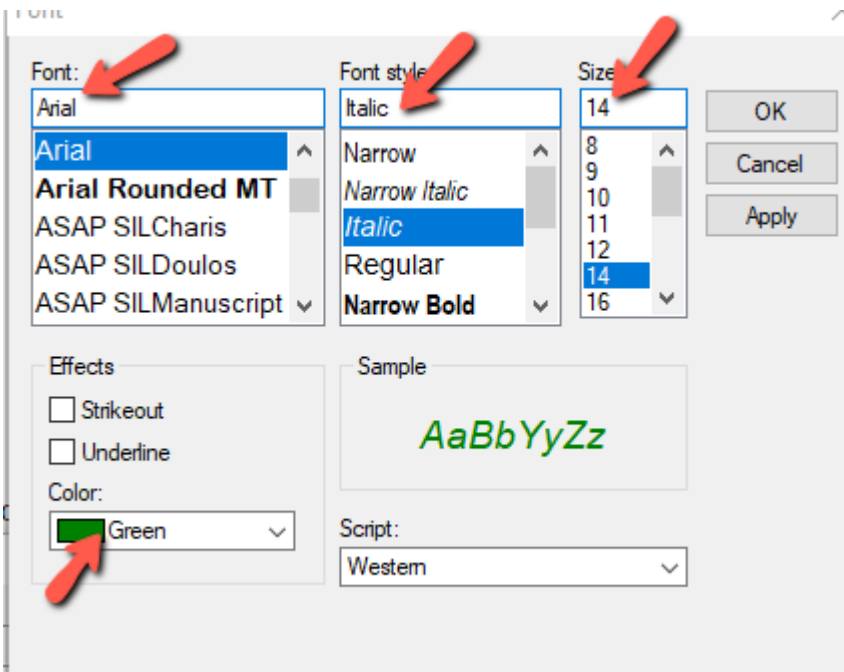 Font
Font:
Arial
Arial
Arial Rounded MT
ASAP SILCharis
ASAP SILDoulos
ASAP SILManuscript
Font style
Italic
Narrow
Narrow Italic
Italic
Regular
Narrow Bold
Size
14
8
9
10
11
12
14
16
OK
Cancel
Apply
Effects
Strikeout
Underline
Color:
Green
Sample
AaBbYyZz
Script:
Western